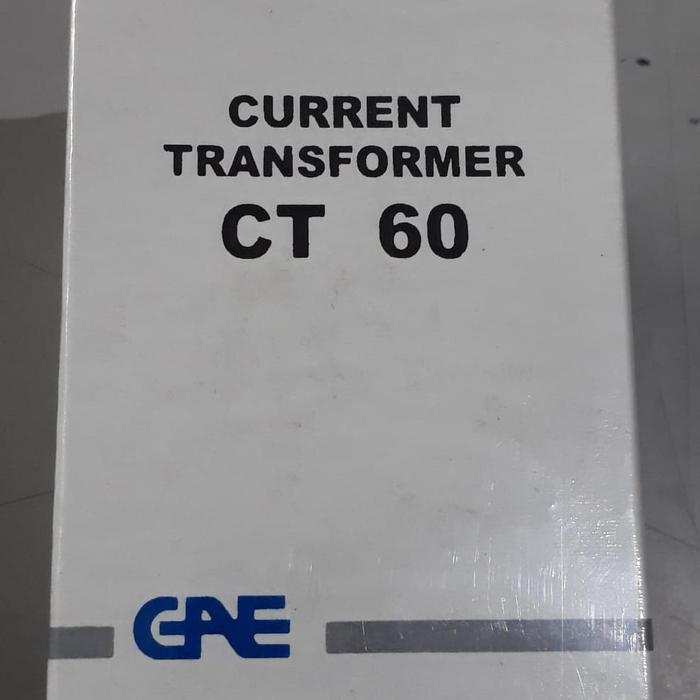 CURRENT
TRANSFORMER
CT 60
GAE